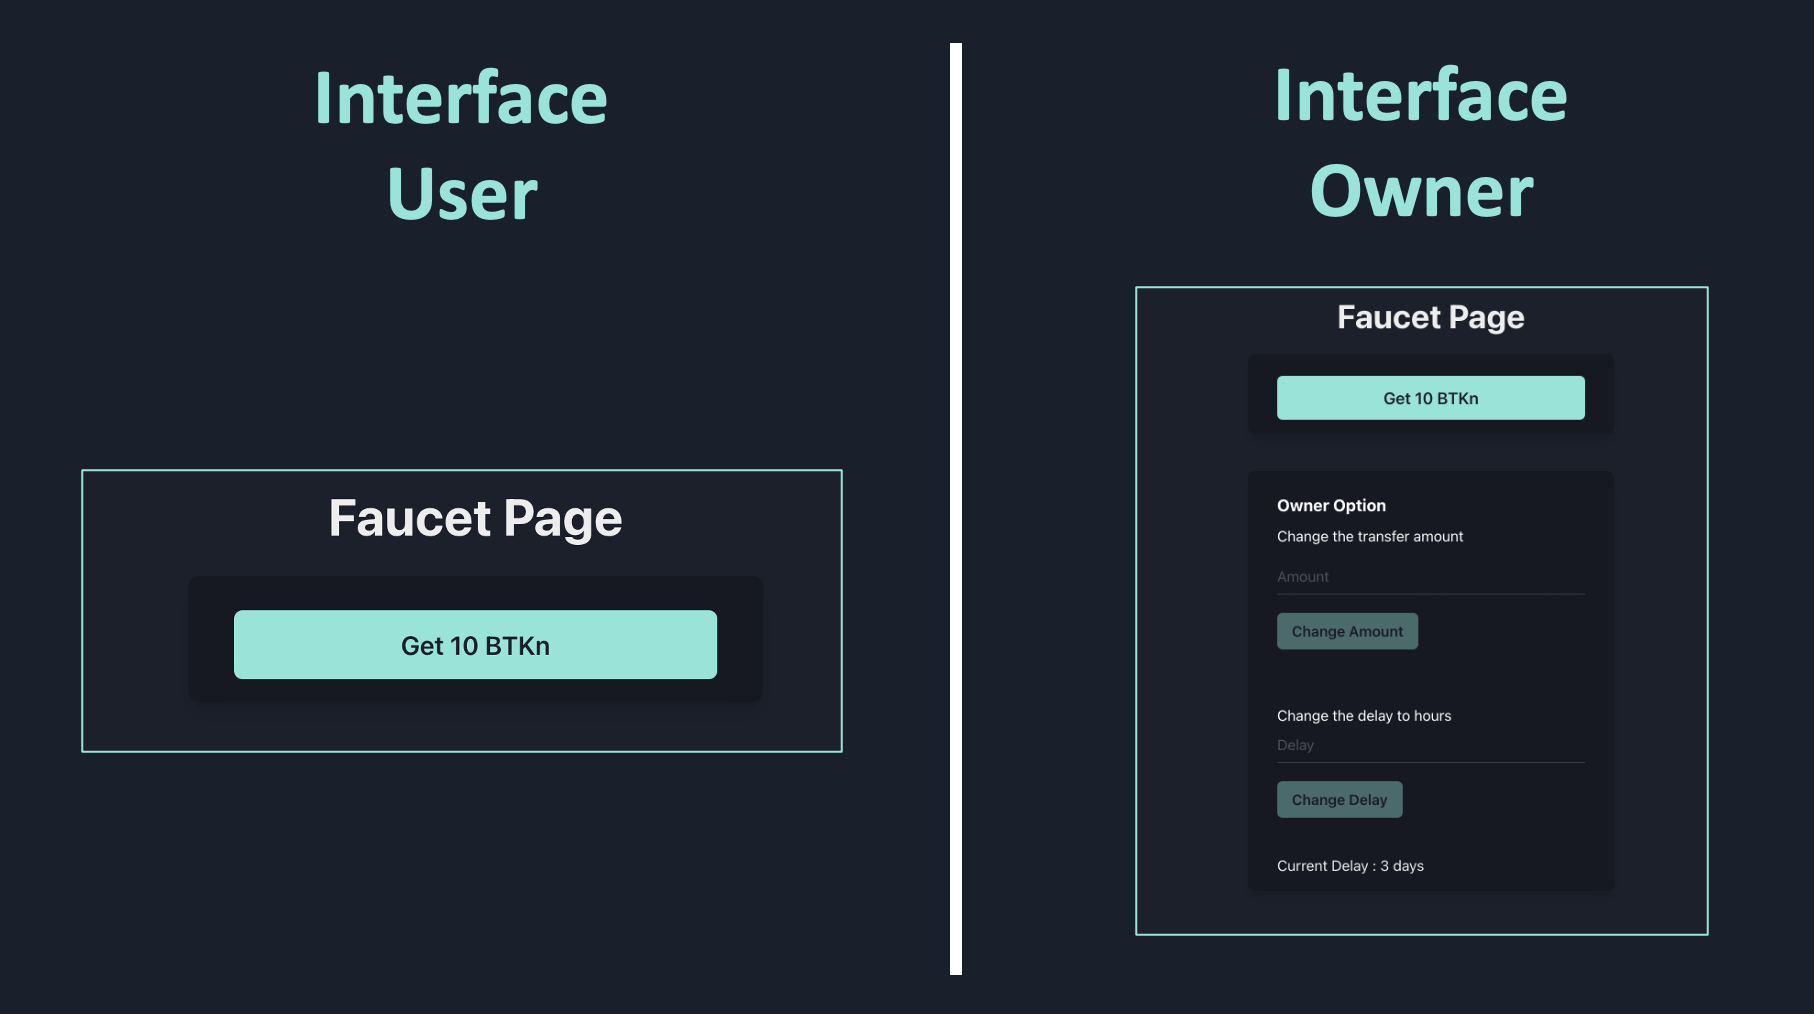 Interface
User
Faucet Page
Get 10 BTKn
Interface
Owner
Faucet Page
Get 10 BTKn
Owner Option
Change the transfer amount
Amount
Change Amount
Change the delay to hours
Delay
Change Delay
Current Delay : 3 days